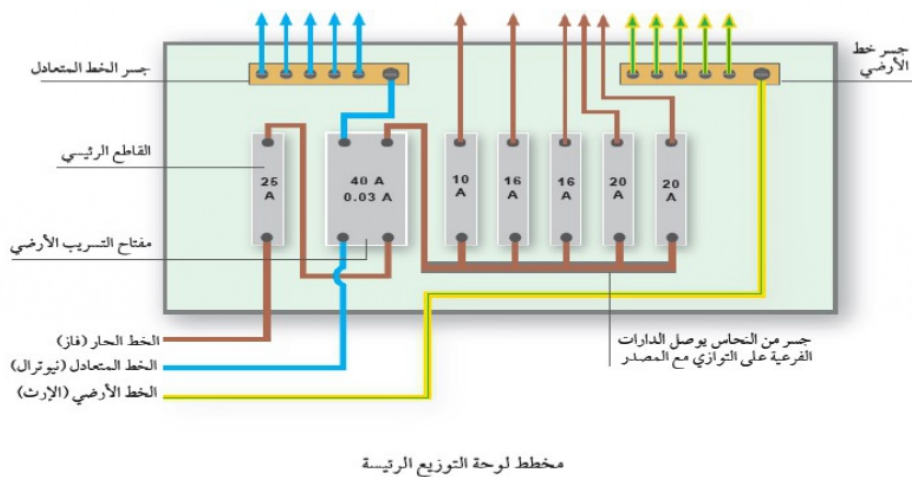 جسر خط
الأرضي
جسر الخط المتعادل
القاطع الرئيسي
25
A
40 A
0.03 A
10
A
16
A
16
A
20
A
20
A
مفتاح التسريب الأرضي
الخط الحار (فاز)
الخط المتعادل (نيوترال)
الخط الأرضي (الإرث)
جسر من النحاس يوصل الدارات
الفرعية على التوازي مع المصدر
مخطط لوحة التوزيع الرئيسة